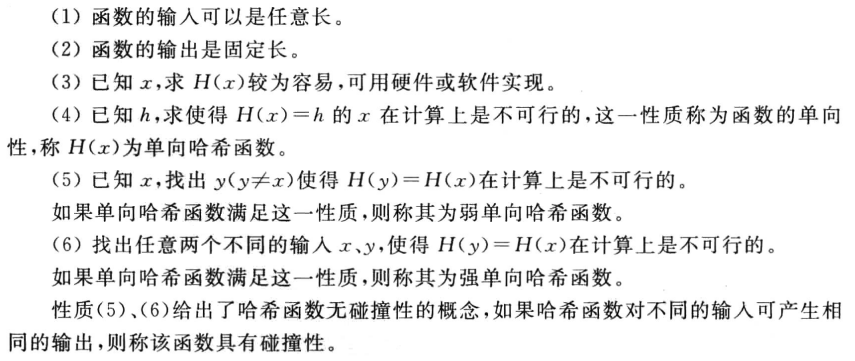 (1) 函数的输入可以是任意长。
(2) 函数的输出是固定长。
(3) 已知 x,求 H(x)较为容易,可用硬件或软件实现。
(4) 已知 h,求使得 H(x)=h 的 x 在计算上是不可行的,这一性质称为函数的单向
性,称 H(x)为单向哈希函数。
(5) 已知 x,找出 y(y≠x)使得 H(y)=H(x)在计算上是不可行的。
如果单向哈希函数满足这一性质,则称其为弱单向哈希函数。
(6) 找出任意两个不同的输入 x、y,使得 H(y)=H(x)在计算上是不可行的。
如果单向哈希函数满足这一性质,则称其为强单向哈希函数。
性质(5)、(6)给出了哈希函数无碰撞性的概念,如果哈希函数对不同的输入可产生相
同的输出,则称该函数具有碰撞性。